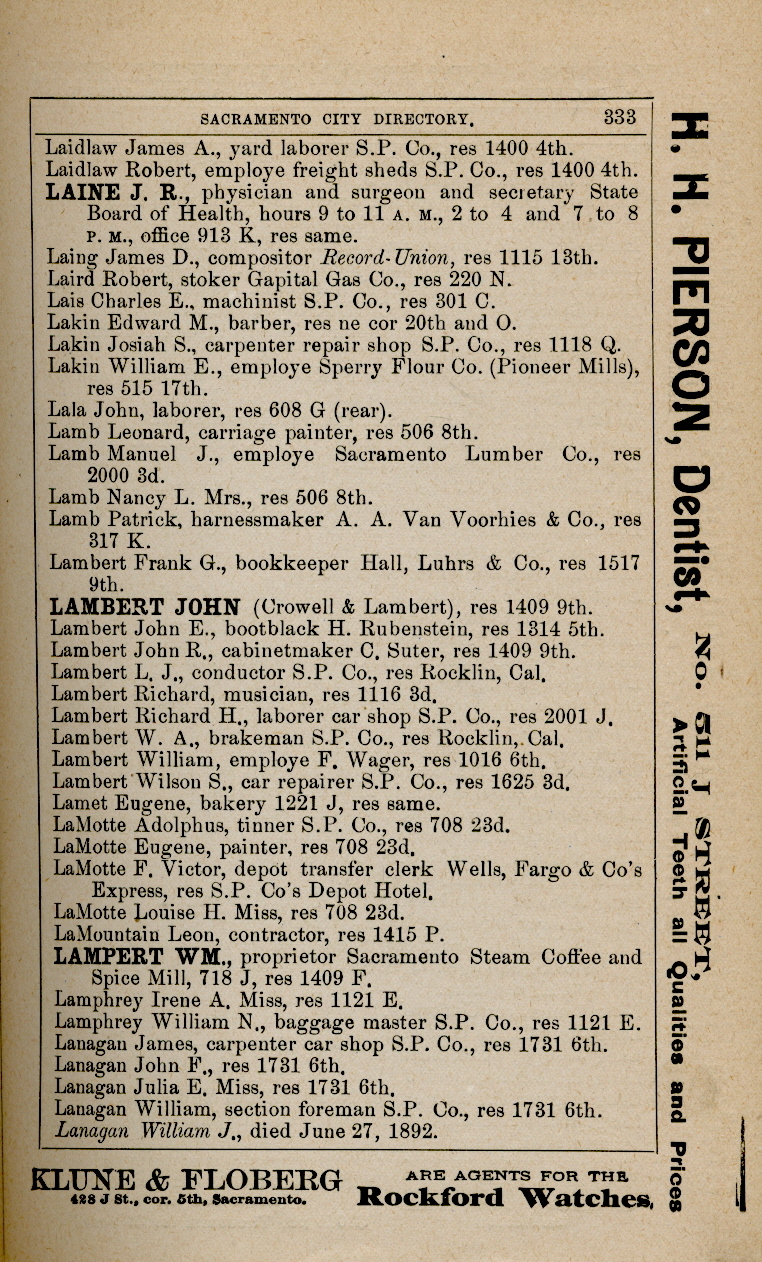 SACRAMENTO CITY DIRECTORY. 333
Laidlaw James A., yard laborer S.P. Co., res 1400 4th.
Laidlaw Robert, employe freight sheds S.P. Co., res 1400 4th.
LAINE J. R., physician and surgeon and secretary State
Board of Health, hours 9 to 11 A. M., 2 to 4 and 7 to 8
P. M., office 913 K, res same.
Laing James D., compositor Record-Union, res 1115 13th.
Laird Robert, stoker Gapital Gas Co., res 220 N.
Lais Charles E., machinist S.P. Co., res 301 C.
Lakin Edward M., barber, res ne cor 20th and O.
Lakin Josiah S., carpenter repair shop S.P. Co., res 1118 Q.
Lakin William E., employe Sperry Flour Co. (Pioneer Mills),
res 515 17th.
Lala John, laborer, res 608 G (rear).
Lamb Leonard, carriage painter, res 506 8th.
Lamb Manuel J., employe Sacramento Lumber Co., res
2000 3d.
Lamb Nancy L. Mrs., res 506 8th.
Lamb Patrick, harnessmaker A. A. Van Voorhies & Co., res
317 K.
Lambert Frank G., bookkeeper Hall, Luhrs & Co., res 1517
9th.
LAMBERT JOHN (Crowell & Lambert), res 1409 9th.
Lambert John E., bootblack H. Rubenstein, res 1314 5th.
Lambert John R., cabinetmaker C. Suter, res 1409 9th.
Lambert L. J., conductor S.P. Co., res Rocklin, Cal.
Lambert Richard, musician, res 1116 3d.
Lambert Richard H., laborer car shop S.P. Co., res 2001 J.
Lambert W. A., brakeman S.P. Co., res Rocklin, Cal.
Lambert William, employe F. Wager, res 1016 6th.
Lambert Wilson S., car repairer S.P. Co., res 1625 3d.
Lamet Eugene, bakery 1221 J, res same.
LaMotte Adolphus, tinner S.P. Co., res 708 23d.
LaMotte Eugene, painter, res 708 23d.
LaMotte F. Victor, depot transfer clerk Wells, Fargo & Co's
Express, res S.P. Co's Depot Hotel.
LaMotte Louise H. Miss, res 708 23d.
LaMountain Leon, contractor, res 1415 P.
LAMPERT WM., proprietor Sacramento Steam Coffee and
Spice Mill, 718 J, res 1409 F.
Lamphrey Irene A. Miss, res 1121 E.
Lamphrey William N., baggage master S.P. Co., res 1121 E.
Lanagan James, carpenter car shop S.P. Co., res 1731 6th.
Lanagan John F., res 1731 6th.
Lanagan Julia E. Miss, res 1731 6th.
Lanagan William, section foreman S.P. Co., res 1731 6th.
Lanagan William J., died June 27, 1892.
H. H. PIERSON, Dentist, No. 511 J STREET,
Artificial Teeth all Qualities and Prices
KLUNE & FLOBERG
428 J St., cor. 5th, Sacramento.
ARE AGENTS FOR THE
Rockford Watches.